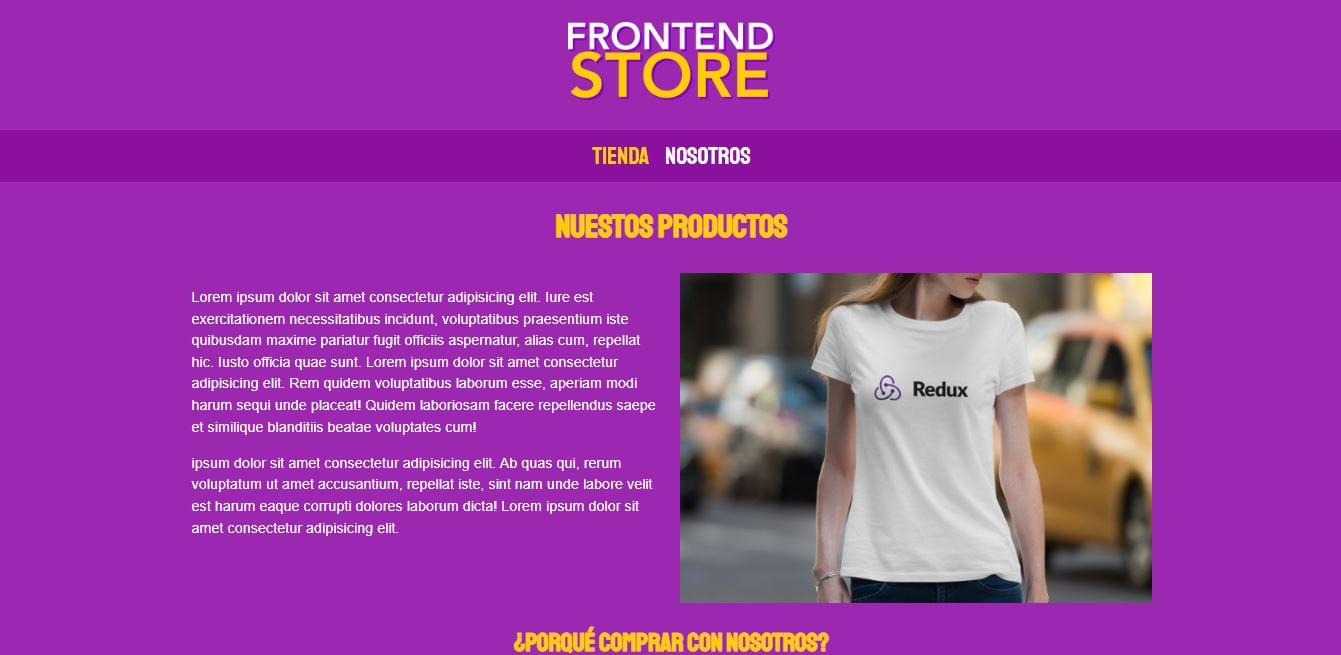 FRONTEND
STORE
TIENDA NOSOTROS
NUESTOS PRODUCTOS
Lorem ipsum dolor sit amet consectetur adipisicing elit. Iure est
exercitationem necessitatibus incidunt, voluptatibus praesentium iste
quibusdam maxime pariatur fugit officiis aspernatur, alias cum, repellat
hic. Iusto officia quae sunt. Lorem ipsum dolor sit amet consectetur
adipisicing elit. Rem quidem voluptatibus laborum esse, aperiam modi
harum sequi unde placeat! Quidem laboriosam facere repellendus saepe
et similique blanditiis beatae voluptates cum!
ipsum dolor sit amet consectetur adipisicing elit. Ab quas qui, rerum
voluptatum ut amet accusantium, repellat iste, sint nam unde labore velit
est harum eaque corrupti dolores laborum dicta! Lorem ipsum dolor sit
amet consectetur adipisicing elit.
Redux
¿PORQUÉ COMPRAR CON NOSOTROS?